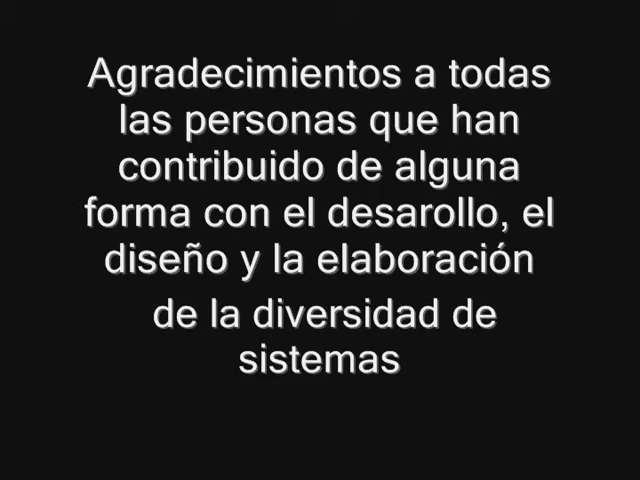 Agradecimientos a todas
las personas que han
contribuido de alguna
forma con el desarollo, el
diseño y la elaboración
de la diversidad de
sistemas